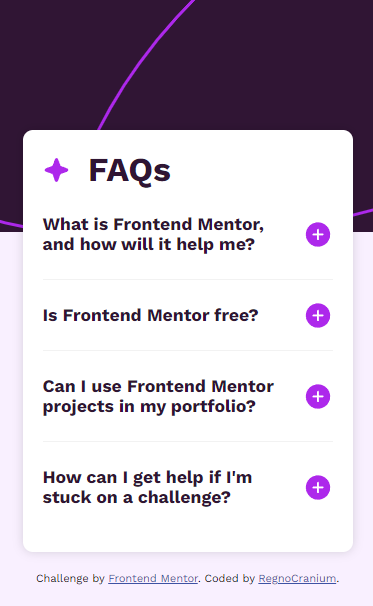 FAQs
What is Frontend Mentor,
and how will it help me?
Is Frontend Mentor free?
Can I use Frontend Mentor
projects in my portfolio?
How can I get help if I'm
stuck on a challenge?
Challenge by Frontend Mentor. Coded by RegnoCranium.